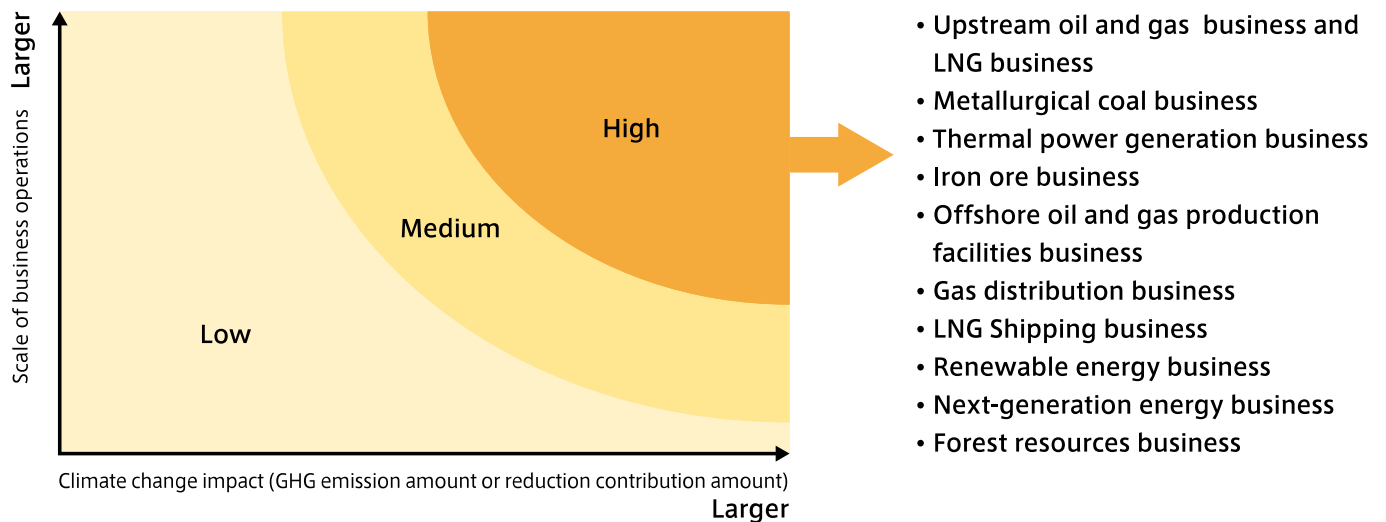 Larger
Scale of business operations
High
Medium
Low
Climate change impact (GHG emission amount or reduction contribution amount)
Larger
• Upstream oil and gas business and
LNG business
• Metallurgical coal business
• Thermal power generation business
• Iron ore business
• Offshore oil and gas production
facilities business
• Gas distribution business
• LNG Shipping business
• Renewable energy business
• Next-generation energy business
• Forest resources business